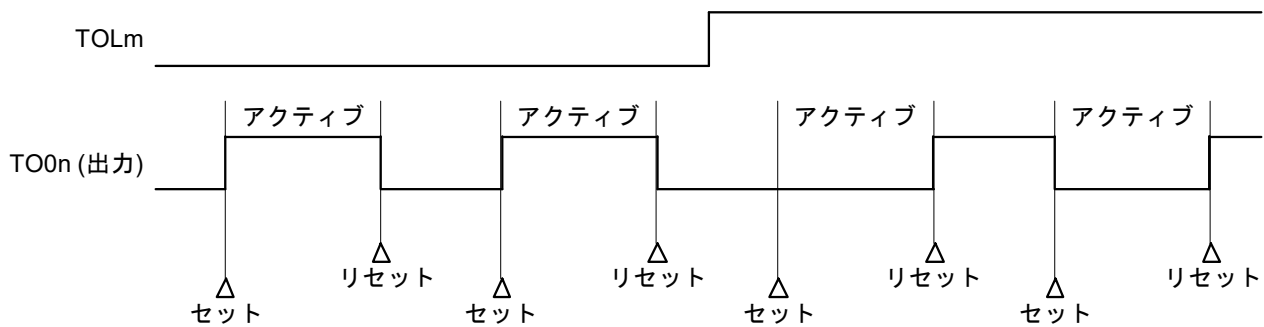 TOLm
アクティブ アクティブ アクティブ アクティブ
TO0n (出力)
リセット リセット リセット リセット
セット セット セット セット